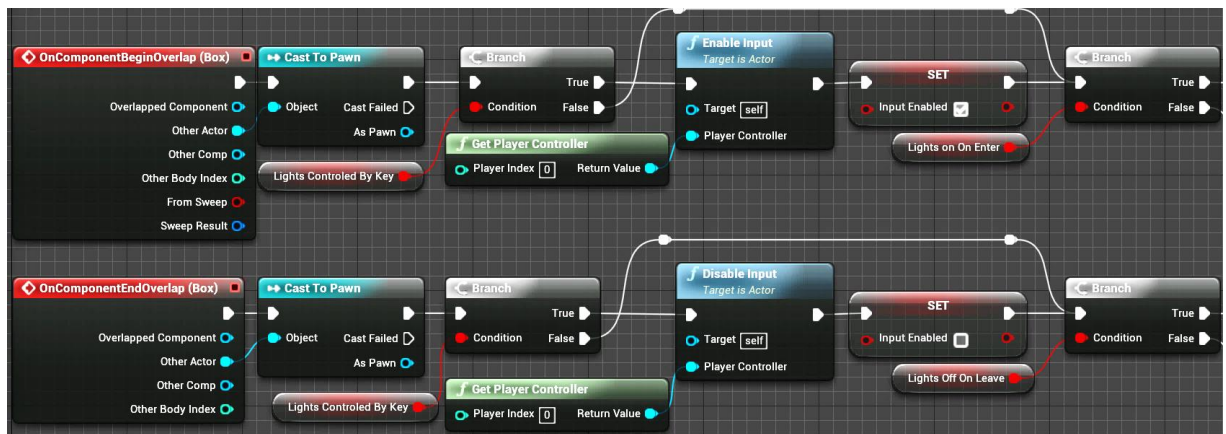 OnComponentBeginOverlap (Box)
Overlapped Component
Other Actor
Other Comp
Other Body Index
From Sweep
Sweep Result
Cast To Pawn
Object
Cast Failed
As Pawn
Lights Controled By Key
Branch
Condition
True
False
f Get Player Controller
Player Index 0
Return Value
f Enable Input
Target is Actor
Target self
Player Controller
SET
Input Enabled
Lights on On Enter
Branch
Condition
True
False
OnComponentEndOverlap (Box)
Overlapped Component
Other Actor
Other Comp
Other Body Index
Cast To Pawn
Object
Cast Failed
As Pawn
Lights Controled By Key
Branch
Condition
True
False
f Get Player Controller
Player Index 0
Return Value
f Disable Input
Target is Actor
Target self
Player Controller
SET
Input Enabled
Lights Off On Leave
Branch
Condition
True
False